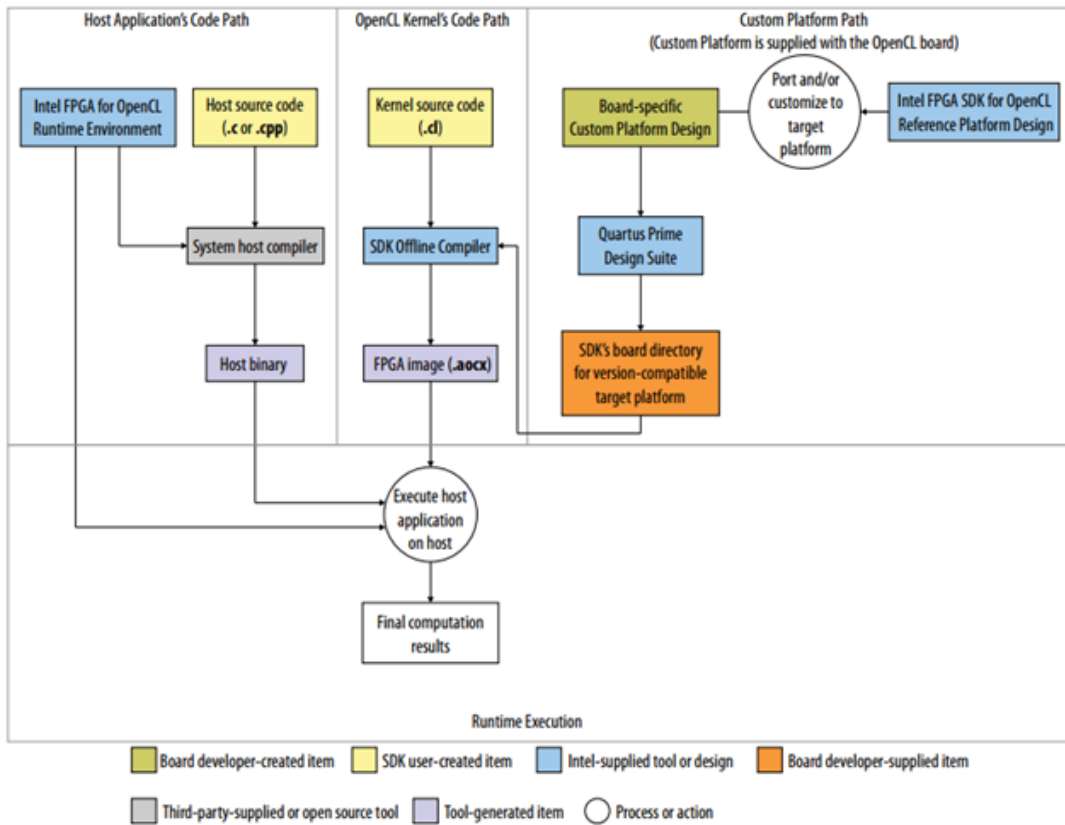 Host Application's Code Path
OpenCL Kernel's Code Path
Custom Platform Path
(Custom Platform is supplied with the OpenCL board)
Intel FPGA for OpenCL
Runtime Environment
Host source code
(.c or .cpp)
Kernel source code
(.cl)
Board-specific
Custom Platform Design
Port and/or
customize to
target
platform
Intel FPGA SDK for OpenCL
Reference Platform Design
System host compiler
SDK Offline Compiler
Quartus Prime
Design Suite
Host binary
FPGA image (.aocx)
SDK's board directory
for version-compatible
target platform
Execute host
application
on host
Final computation
results
Runtime Execution
Board developer-created item
SDK user-created item
Intel-supplied tool or design
Board developer-supplied item
Third-party-supplied or open source tool
Tool-generated item
Process or action